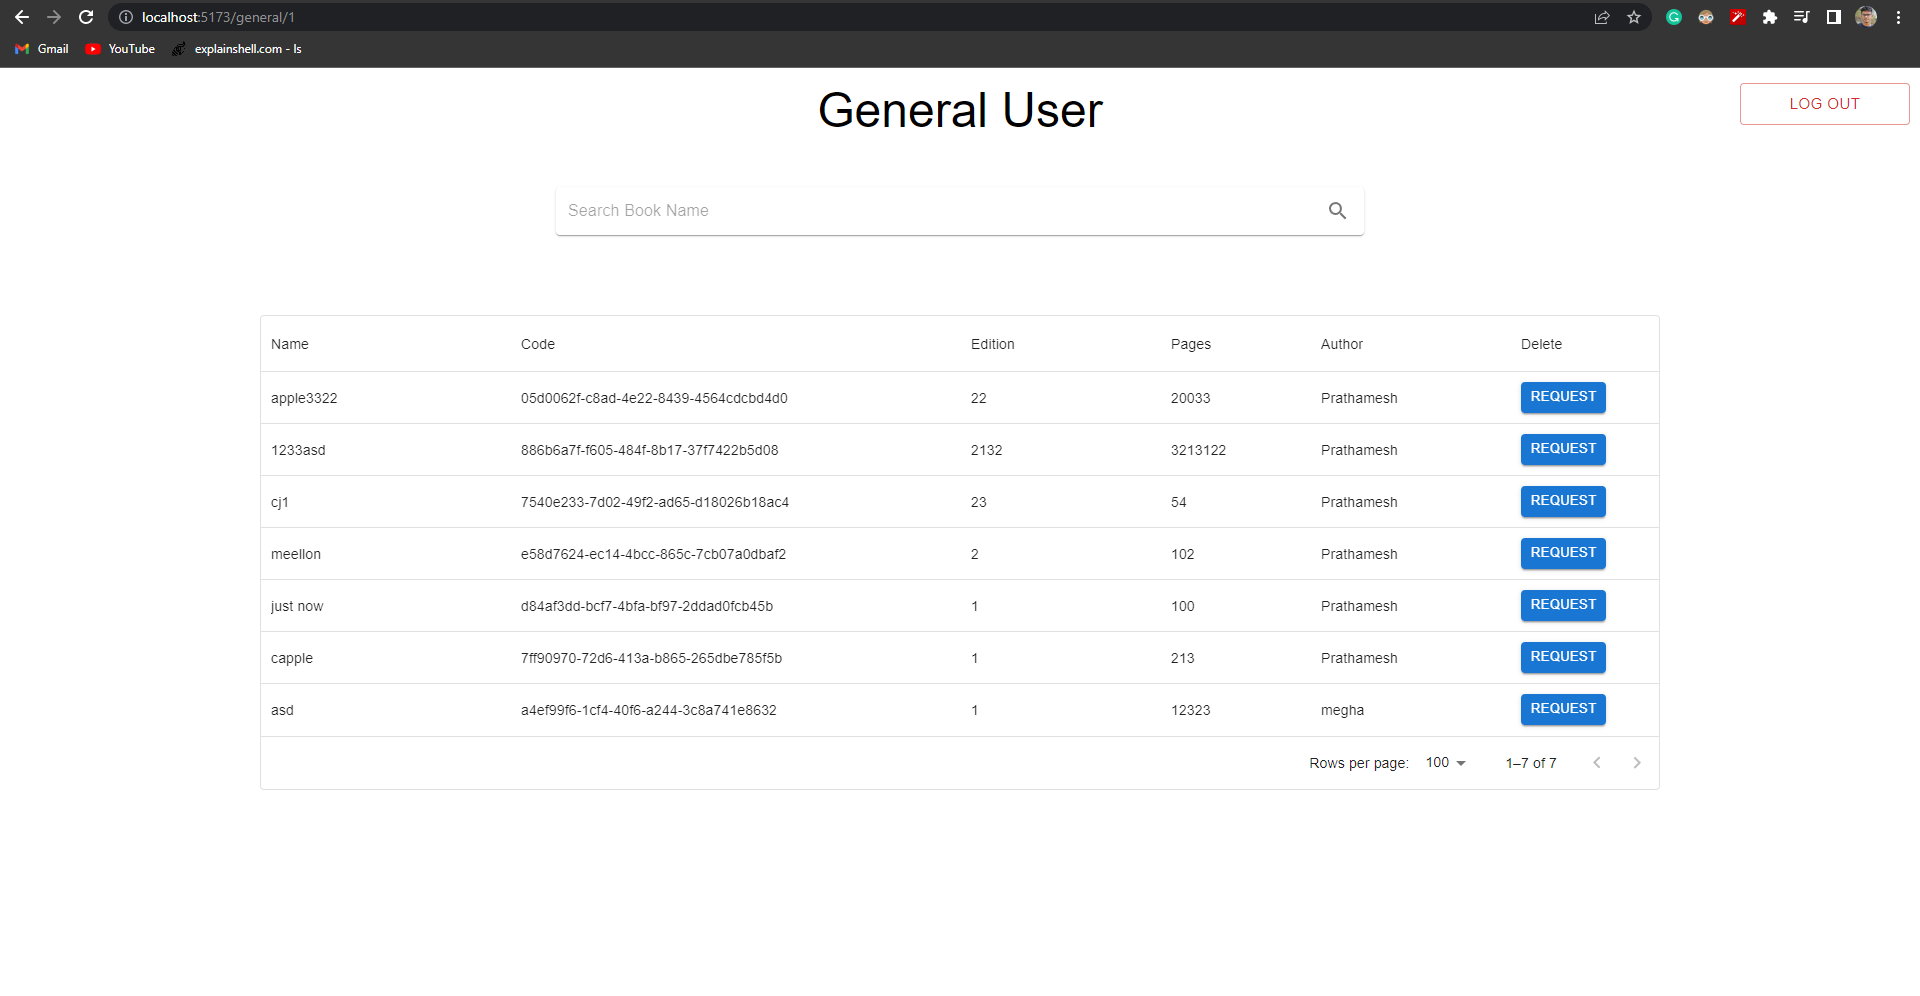 localhost:5173/general/1
Gmail YouTube explainshell.com - ls
General User
LOG OUT
Search Book Name
Name Code Edition Pages Author Delete
apple3322 05d0062f-c8ad-4e22-8439-4564cdcbd4d0 22 20033 Prathamesh REQUEST
1233asd 886b6a7f-f605-484f-8b17-37f7422b5d08 2132 3213122 Prathamesh REQUEST
cj1 7540e233-7d02-49f2-ad65-d18026b18ac4 23 54 Prathamesh REQUEST
meellon e58d7624-ec14-4bcc-865c-7cb07a0dbaf2 2 102 Prathamesh REQUEST
just now d84af3dd-bcf7-4bfa-bf97-2ddad0fcb45b 1 100 Prathamesh REQUEST
capple 7ff90970-72d6-413a-b865-265dbe785f5b 1 213 Prathamesh REQUEST
asd a4ef99f6-1cf4-40f6-a244-3c8a741e8632 1 12323 megha REQUEST
Rows per page: 100 1–7 of 7